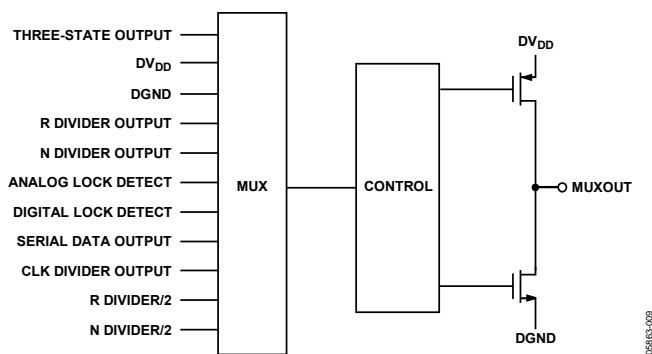 THREE-STATE OUTPUT
DVDD
DGND
R DIVIDER OUTPUT
N DIVIDER OUTPUT
ANALOG LOCK DETECT
DIGITAL LOCK DETECT
SERIAL DATA OUTPUT
CLK DIVIDER OUTPUT
R DIVIDER/2
N DIVIDER/2
MUX
CONTROL
DVDD
MUXOUT
DGND
05863-009